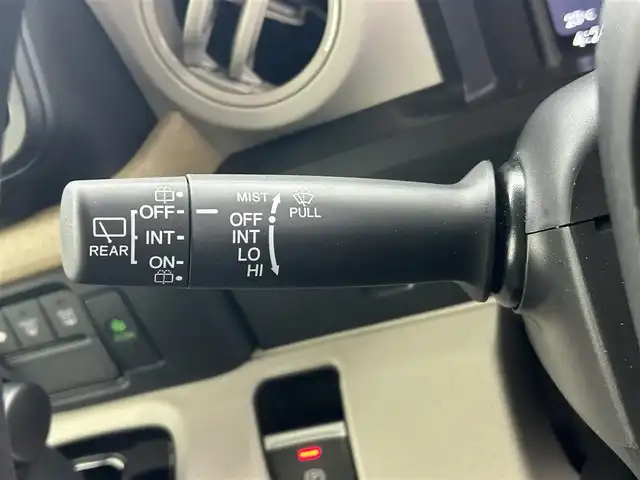 OFF
INT
ON
REAR
MIST
OFF
INT
LO
HI
PULL